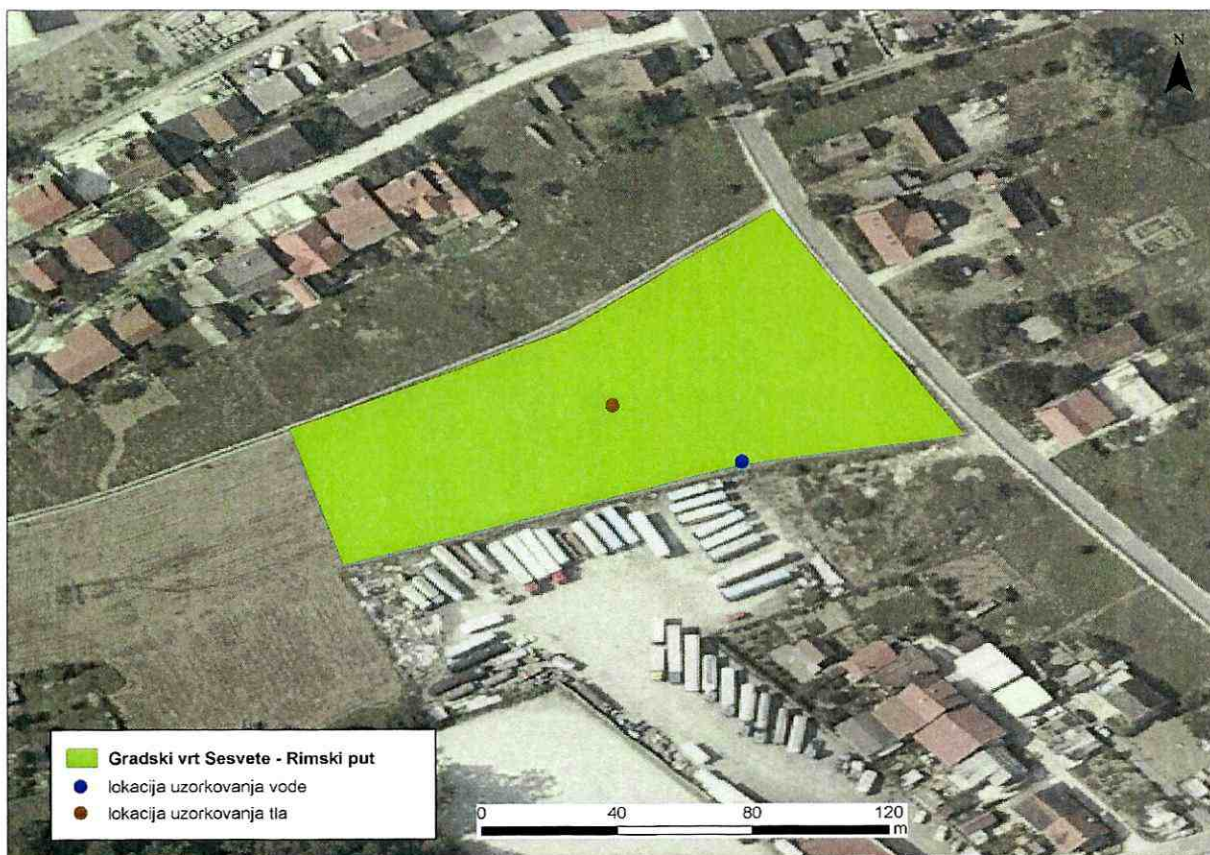 N
Gradski vrt Sesvete - Rimski put
lokacija uzorkovanja vode
lokacija uzorkovanja tla
0 40 80 120
m